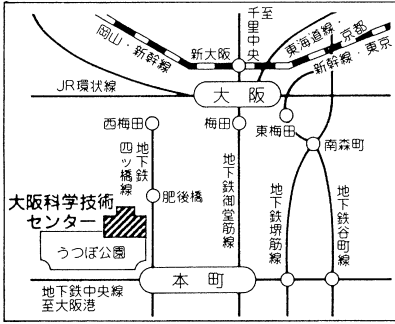 至
千里中央
岡山・新幹線
新大阪
東海道線・京都
新幹線・東京
JR環状線
大阪
西梅田
梅田
東梅田
南森町
地下鉄
四ツ橋線
肥後橋
地下鉄御堂筋線
地下鉄堺筋線
地下鉄谷町線
大阪科学技術
センター
うつぼ公園
本町
地下鉄中央線
至大阪港